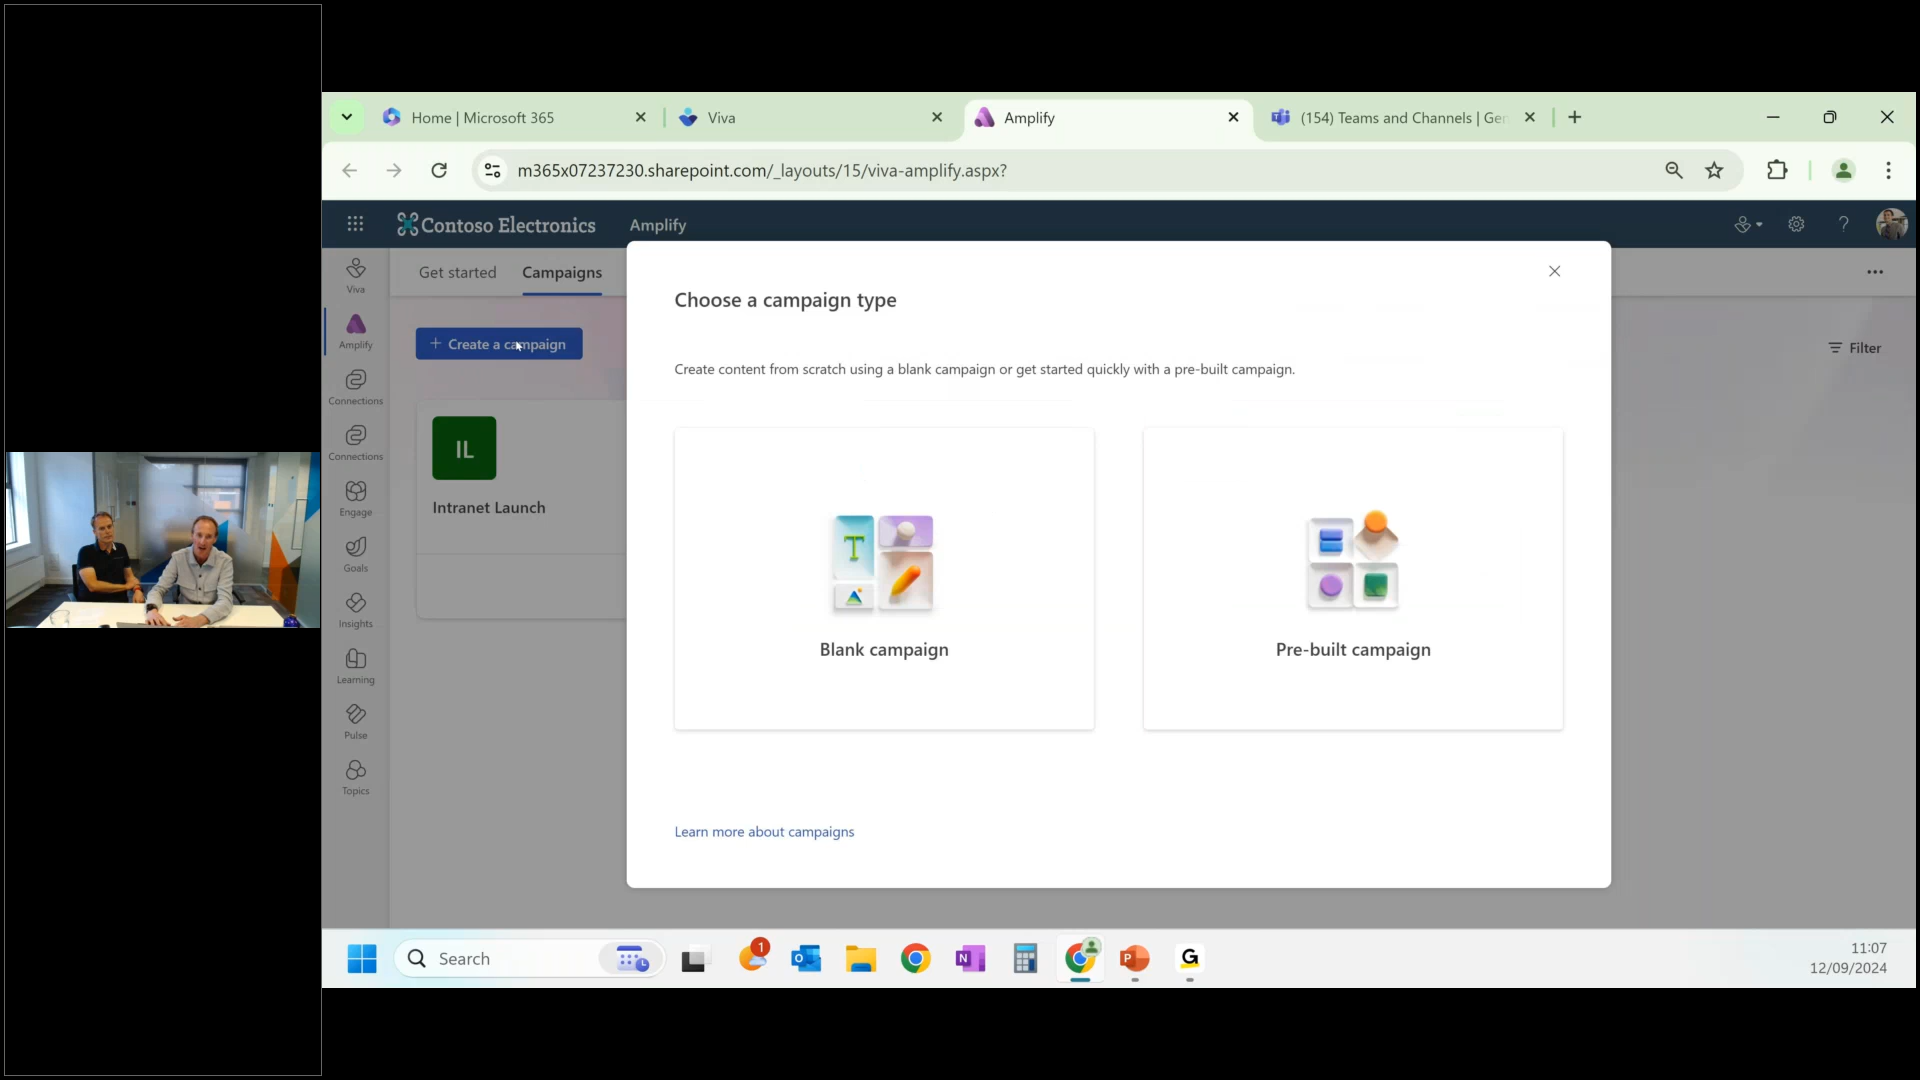 Home | Microsoft 365
Viva
Amplify
(154) Teams and Channels | Ger
m365x07237230.sharepoint.com/_layouts/15/viva-amplify.aspx?
Contoso Electronics
Amplify
Viva
Amplify
Connections
Connections
Engage
Goals
Insights
Learning
Pulse
Topics
Get started
Campaigns
+ Create a campaign
Filter
IL
Intranet Launch
Choose a campaign type
Create content from scratch using a blank campaign or get started quickly with a pre-built campaign.
T
Blank campaign
Pre-built campaign
Learn more about campaigns
Search
1
O
N
P
G
11:07
12/09/2024